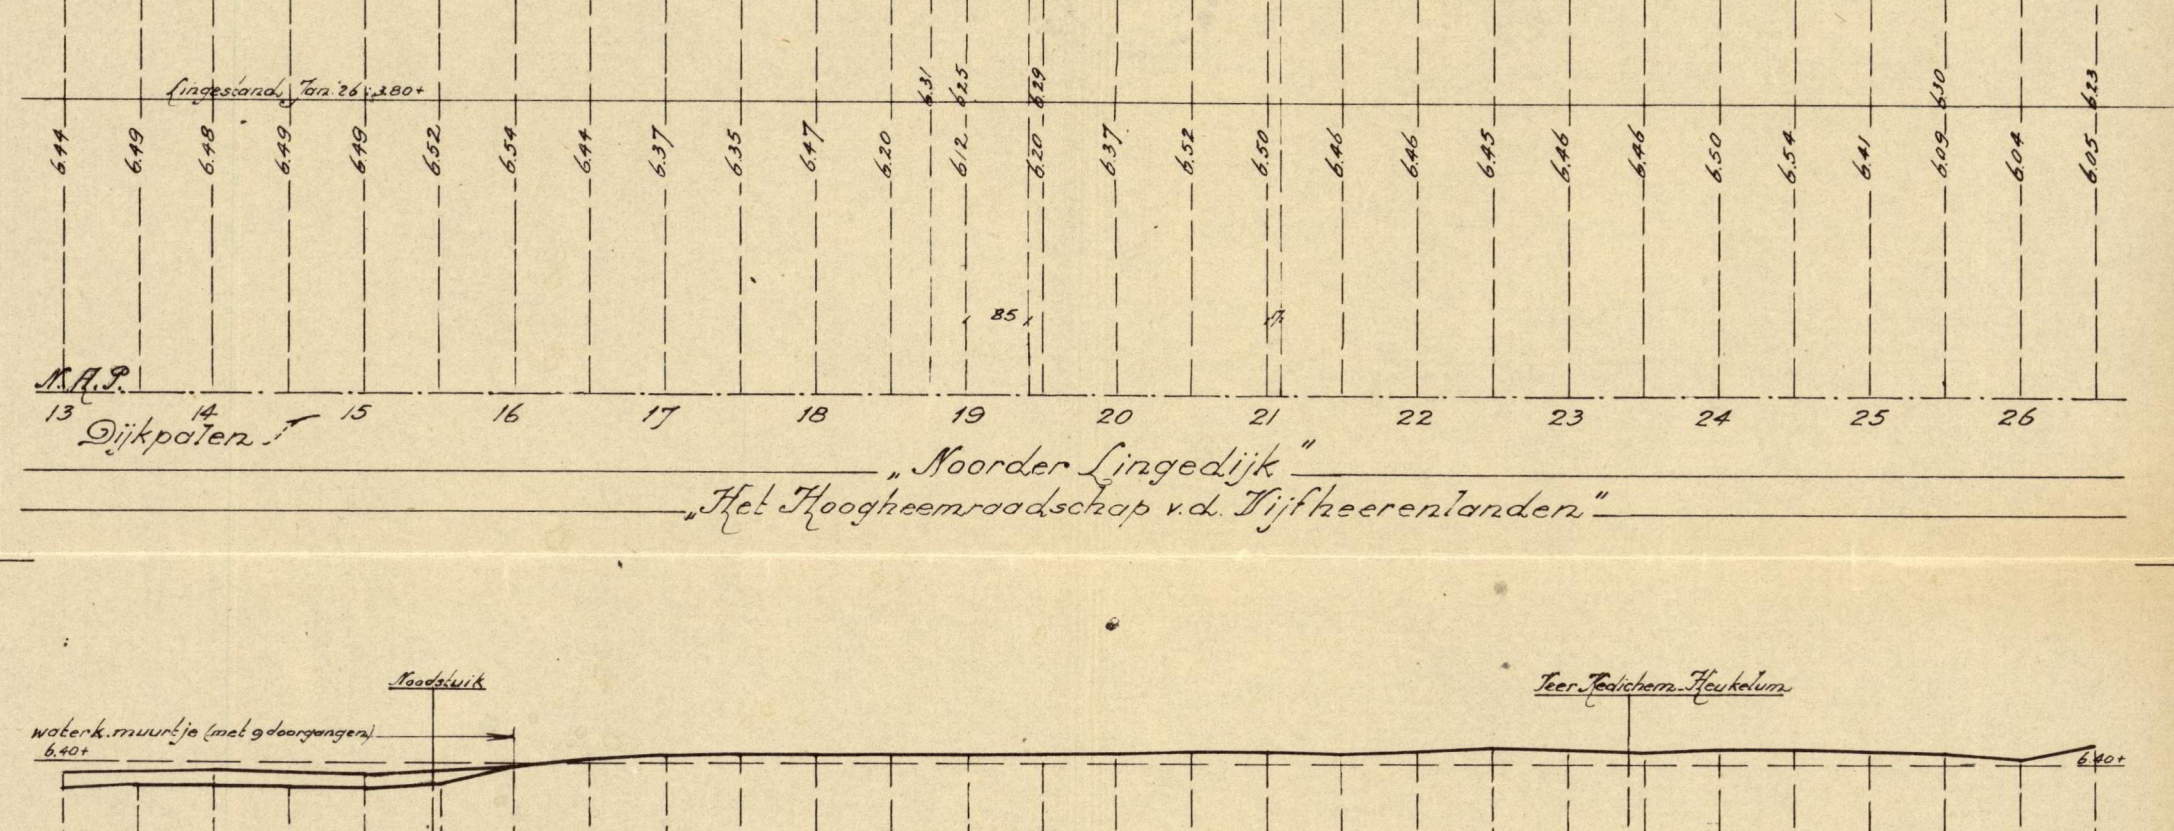 Lingestand Jan. '26 : 3.80+
6.31 6.25 6.29 6.30 6.23
6.44 6.49 6.48 6.49 6.49 6.52 6.54 6.44 6.37 6.35 6.47 6.20 6.12 6.20 6.37 6.52 6.50 6.46 6.46 6.45 6.46 6.46 6.50 6.54 6.41 6.09 6.04 6.05
85
N.A.P.
13 14 15 16 17 18 19 20 21 22 23 24 25 26
Dijkpalen
„Noorder Lingedijk"
„Het Hoogheemraadschap v.d. Vijfheerenlanden"
Noodstuik
Veer Kedichem-Heukelum
waterk. muurtje (met 9 doorgangen)
6.40+
6.40+